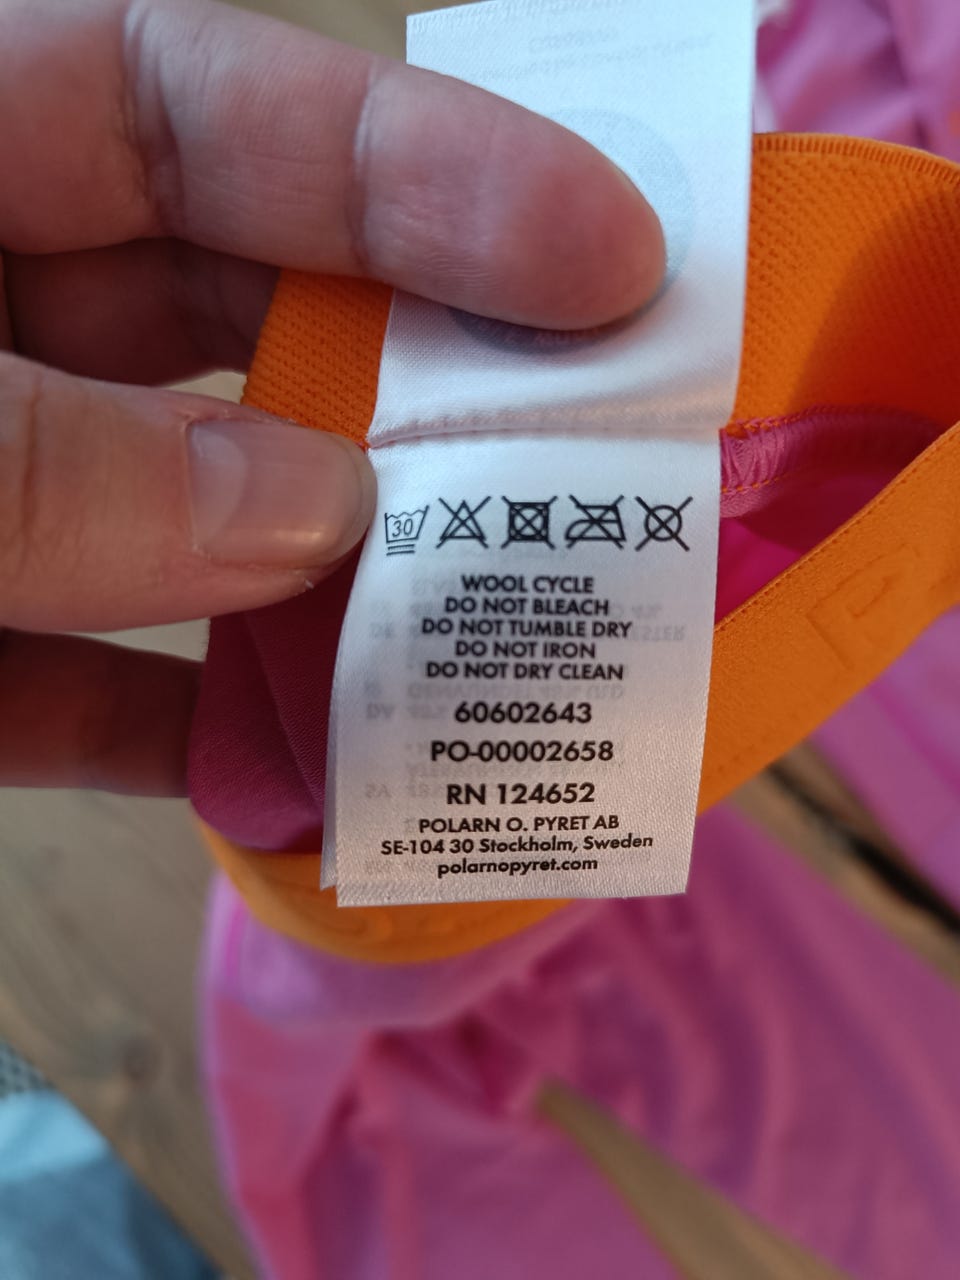 30
WOOL CYCLE
DO NOT BLEACH
DO NOT TUMBLE DRY
DO NOT IRON
DO NOT DRY CLEAN
60602643
PO-00002658
RN 124652
POLARN O. PYRET AB
SE-104 30 Stockholm, Sweden
polarnopyret.com